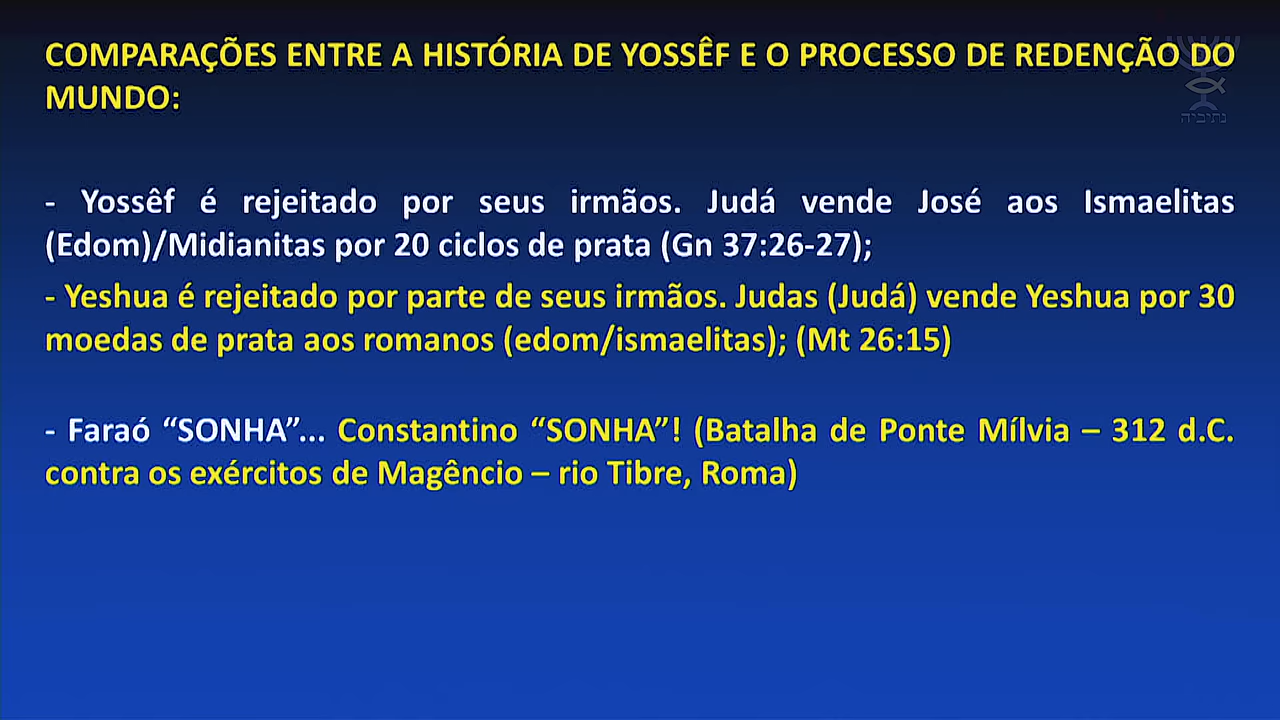 COMPARAÇÕES ENTRE A HISTÓRIA DE YOSSÊF E O PROCESSO DE REDENÇÃO DO
MUNDO:
נתיביה
- Yossêf é rejeitado por seus irmãos. Judá vende José aos Ismaelitas
(Edom)/Midianitas por 20 ciclos de prata (Gn 37:26-27);
- Yeshua é rejeitado por parte de seus irmãos. Judas (Judá) vende Yeshua por 30
moedas de prata aos romanos (edom/ismaelitas); (Mt 26:15)
- Faraó “SONHA”... Constantino “SONHA”! (Batalha de Ponte Mílvia – 312 d.C.
contra os exércitos de Magêncio – rio Tibre, Roma)